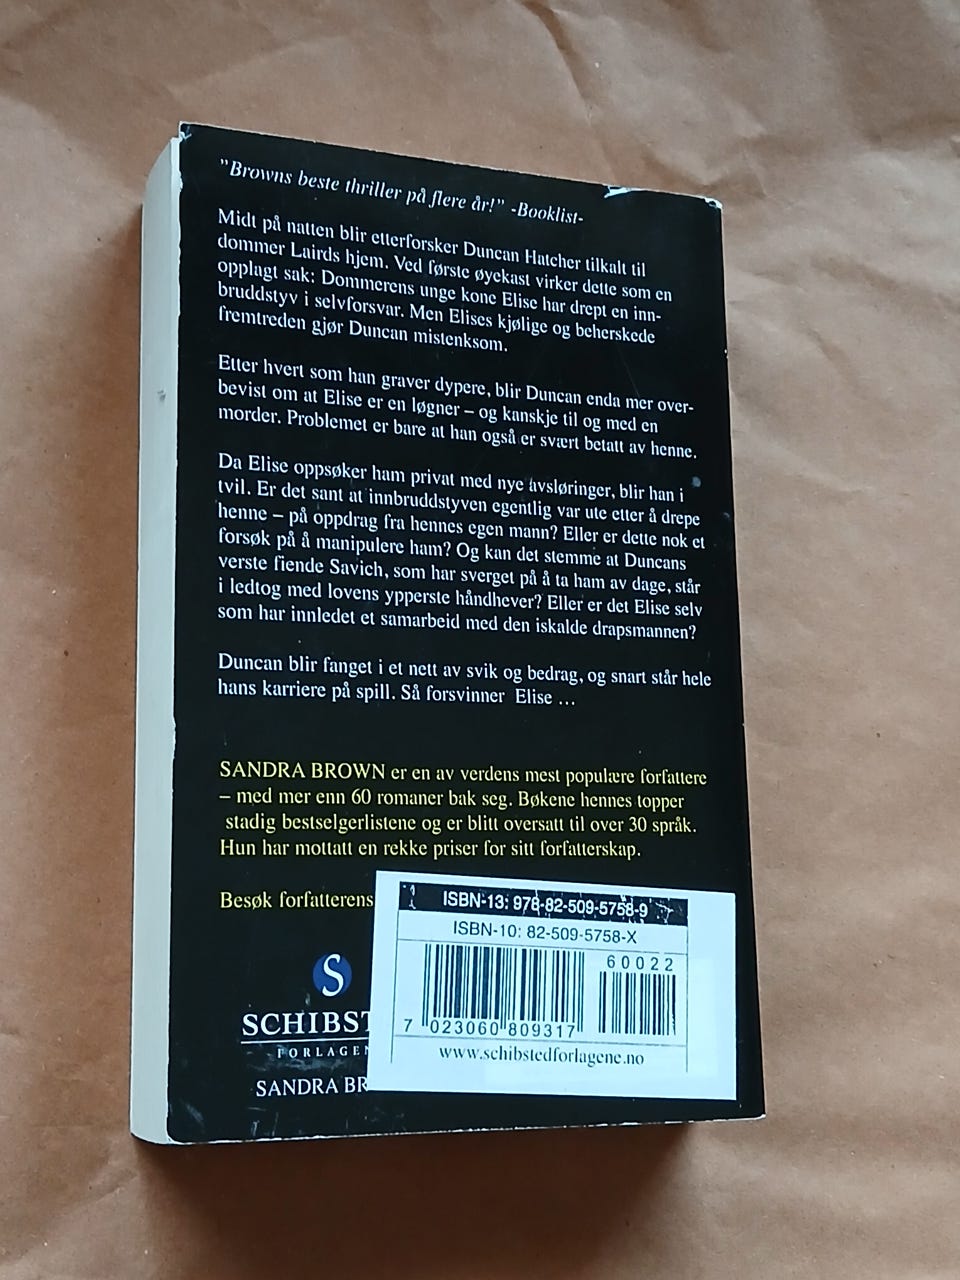 "Browns beste thriller på flere år!" -Booklist-
Midt på natten blir etterforsker Duncan Hatcher tilkalt til
dommer Lairds hjem. Ved første øyekast virker dette som en
opplagt sak: Dommerens unge kone Elise har drept en inn-
bruddstyv i selvforsvar. Men Elises kjølige og beherskede
fremtreden gjør Duncan mistenksom.
Etter hvert som han graver dypere, blir Duncan enda mer over-
bevist om at Elise er en løgner – og kanskje til og med en
morder. Problemet er bare at han også er svært betatt av henne.
Da Elise oppsøker ham privat med nye avsløringer, blir han i
tvil. Er det sant at innbruddstyven egentlig var ute etter å drepe
henne – på oppdrag fra hennes egen mann? Eller er dette nok et
forsøk på å manipulere ham? Og kan det stemme at Duncans
verste fiende Savich, som har sverget på å ta ham av dage, står
i ledtog med lovens ypperste håndhever? Eller er det Elise selv
som har innledet et samarbeid med den iskalde drapsmannen?
Duncan blir fanget i et nett av svik og bedrag, og snart står hele
hans karriere på spill. Så forsvinner Elise ...
SANDRA BROWN er en av verdens mest populære forfattere
– med mer enn 60 romaner bak seg. Bøkene hennes topper
stadig bestselgerlistene og er blitt oversatt til over 30 språk.
Hun har mottatt en rekke priser for sitt forfatterskap.
Besøk forfatterens
ISBN-13: 978-82-509-5758-9
ISBN-10: 82-509-5758-X
60022
7 023060 809317
www.schibstedforlagene.no
S
SCHIBST
FORLAGEN
SANDRA BR